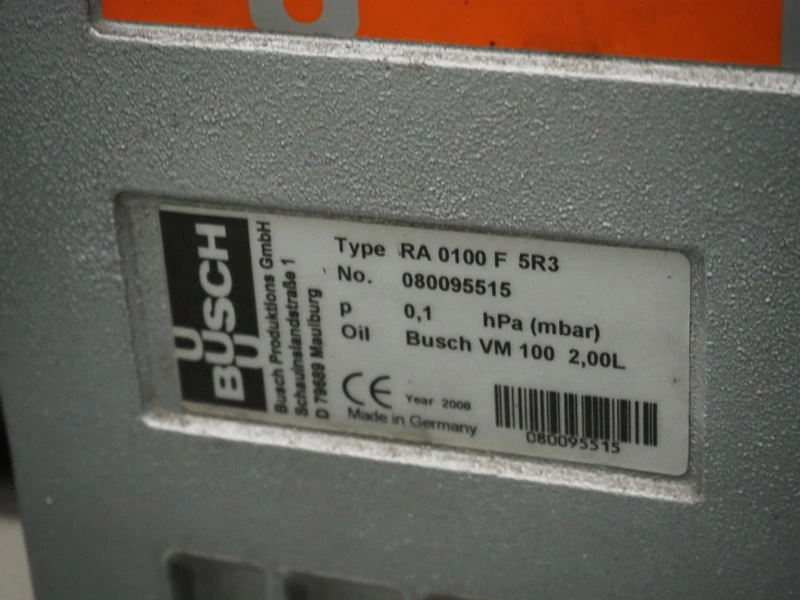 BUSCH
Busch Produktions GmbH
Schauinslandstraße 1
D 79689 Maulburg
Type RA 0100 F 5R3
No. 080095515
p 0,1 hPa (mbar)
Oil Busch VM 100 2,00L
CE Year 2008
Made in Germany
080095515